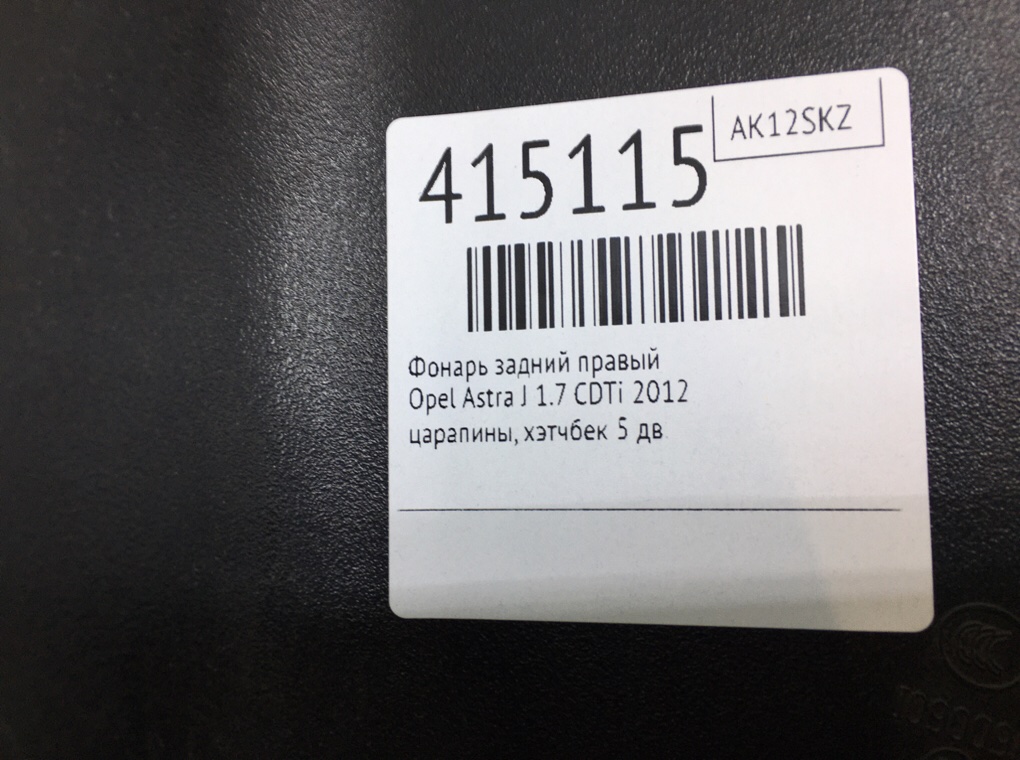 415115
AK12SKZ
Фонарь задний правый
Opel Astra J 1.7 CDTi 2012
царапины, хэтчбек 5 дв